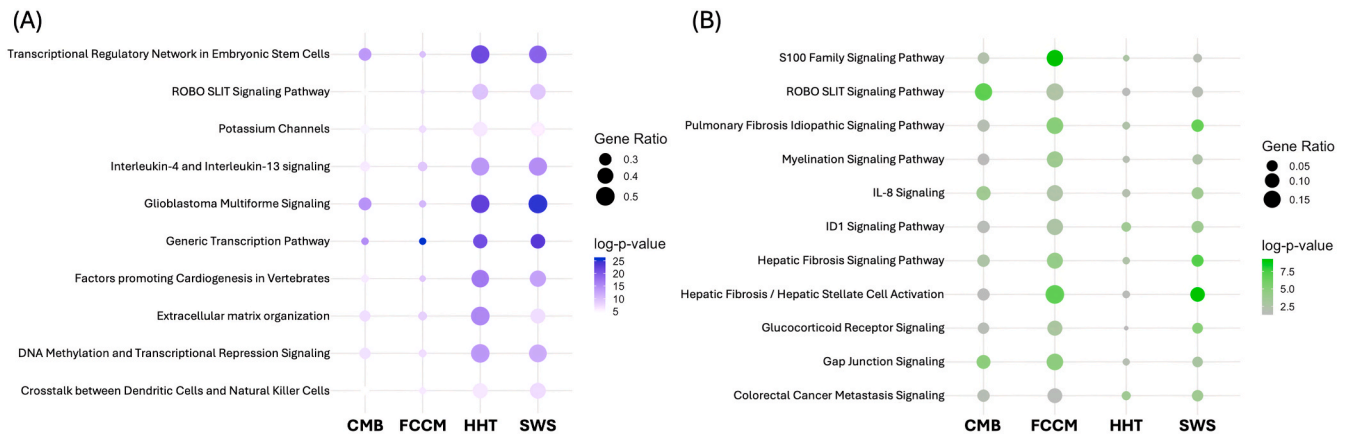 (A)
Transcriptional Regulatory Network in Embryonic Stem Cells
ROBO SLIT Signaling Pathway
Potassium Channels
Interleukin-4 and Interleukin-13 signaling
Glioblastoma Multiforme Signaling
Generic Transcription Pathway
Factors promoting Cardiogenesis in Vertebrates
Extracellular matrix organization
DNA Methylation and Transcriptional Repression Signaling
Crosstalk between Dendritic Cells and Natural Killer Cells
CMB FCCM HHT SWS
Gene Ratio
0.3
0.4
0.5
log-p-value
25
20
15
10
5
(B)
S100 Family Signaling Pathway
ROBO SLIT Signaling Pathway
Pulmonary Fibrosis Idiopathic Signaling Pathway
Myelination Signaling Pathway
IL-8 Signaling
ID1 Signaling Pathway
Hepatic Fibrosis Signaling Pathway
Hepatic Fibrosis / Hepatic Stellate Cell Activation
Glucocorticoid Receptor Signaling
Gap Junction Signaling
Colorectal Cancer Metastasis Signaling
CMB FCCM HHT SWS
Gene Ratio
0.05
0.10
0.15
log-p-value
7.5
5.0
2.5